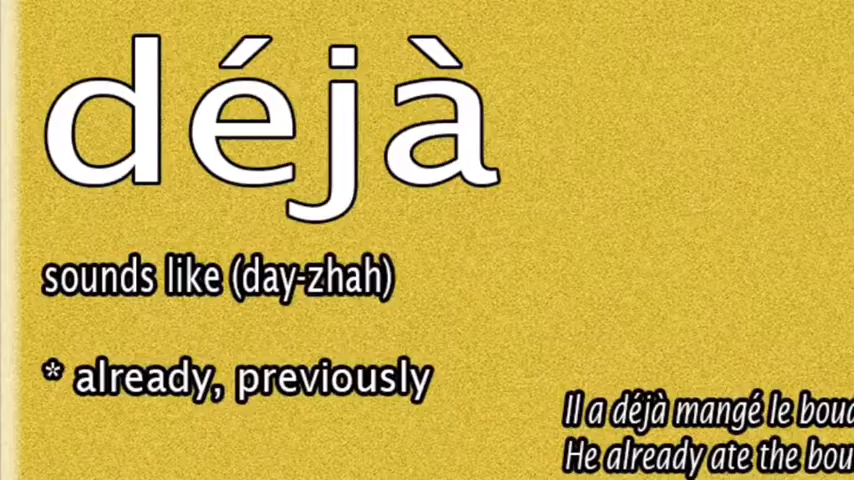 déjà
sounds like (day-zhah)
* already, previously
Il a déjà mangé le
He already ate the